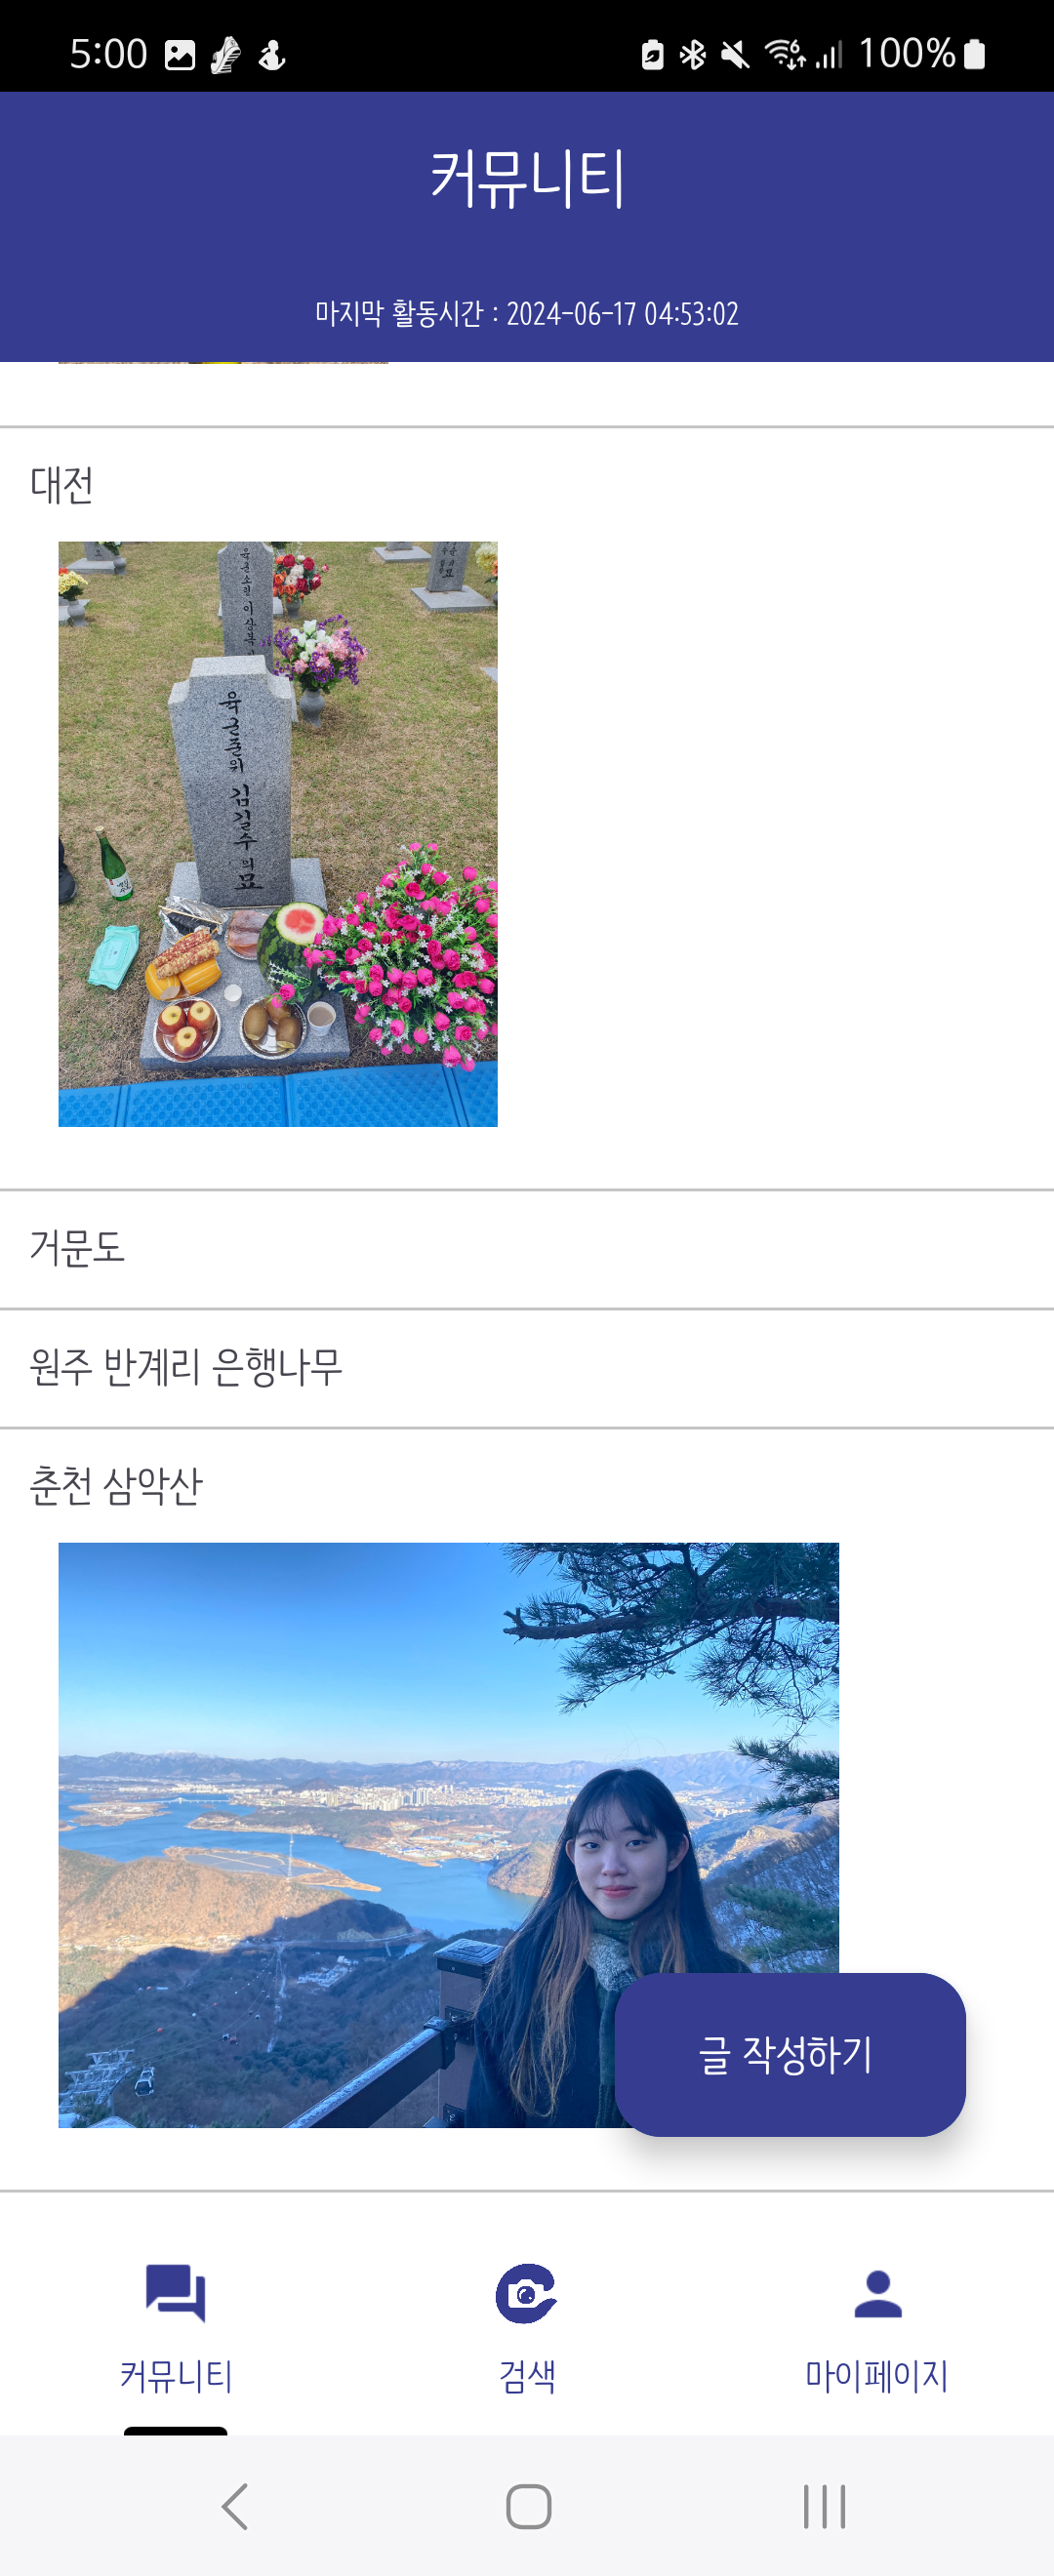 5:00
6
100%
커뮤니티
마지막 활동시간 : 2024-06-17 04:53:02
대전
육군소령 이상북
육군중위 김길수의 묘
거문도
원주 반계리 은행나무
춘천 삼악산
글 작성하기
커뮤니티
검색
마이페이지